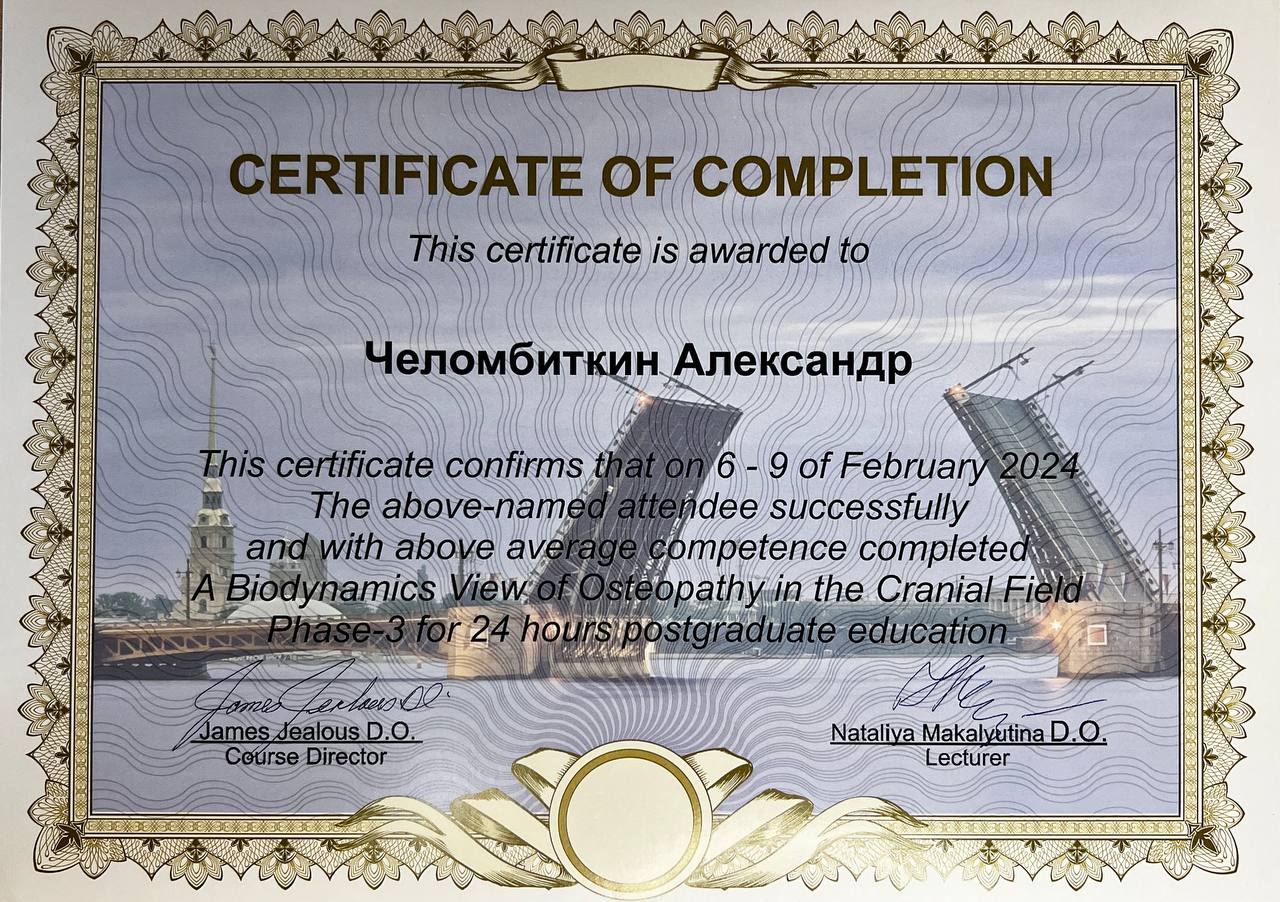 CERTIFICATE OF COMPLETION
This certificate is awarded to
Челомбиткин Александр
This certificate confirms that on 6 - 9 of February 2024
The above-named attendee successfully
and with above average competence completed
A Biodynamics View of Osteopathy in the Cranial Field
Phase-3 for 24 hours postgraduate education
James Jealous D.O.
James Jealous D.O.
Course Director
Nataliya Makalyutina D.O.
Lecturer